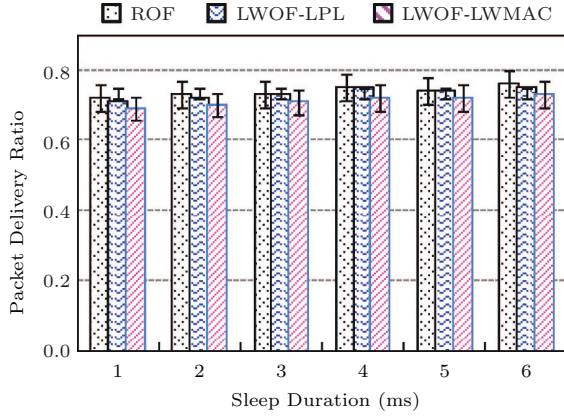 ROF LWOF-LPL LWOF-LWMAC
Packet Delivery Ratio
0.8
0.6
0.4
0.2
0.0
1 2 3 4 5 6
Sleep Duration (ms)